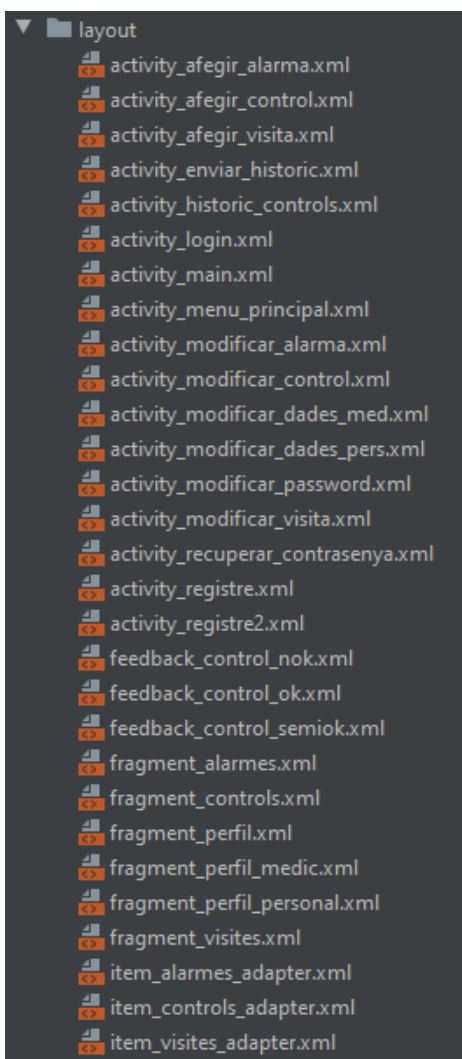 layout
activity_afegir_alarma.xml
activity_afegir_control.xml
activity_afegir_visita.xml
activity_enviar_historic.xml
activity_historic_controls.xml
activity_login.xml
activity_main.xml
activity_menu_principal.xml
activity_modificar_alarma.xml
activity_modificar_control.xml
activity_modificar_dades_med.xml
activity_modificar_dades_pers.xml
activity_modificar_password.xml
activity_modificar_visita.xml
activity_recuperar_contrasenya.xml
activity_registre.xml
activity_registre2.xml
feedback_control_nok.xml
feedback_control_ok.xml
feedback_control_semiok.xml
fragment_alarmes.xml
fragment_controls.xml
fragment_perfil.xml
fragment_perfil_medic.xml
fragment_perfil_personal.xml
fragment_visites.xml
item_alarmes_adapter.xml
item_controls_adapter.xml
item_visites_adapter.xml